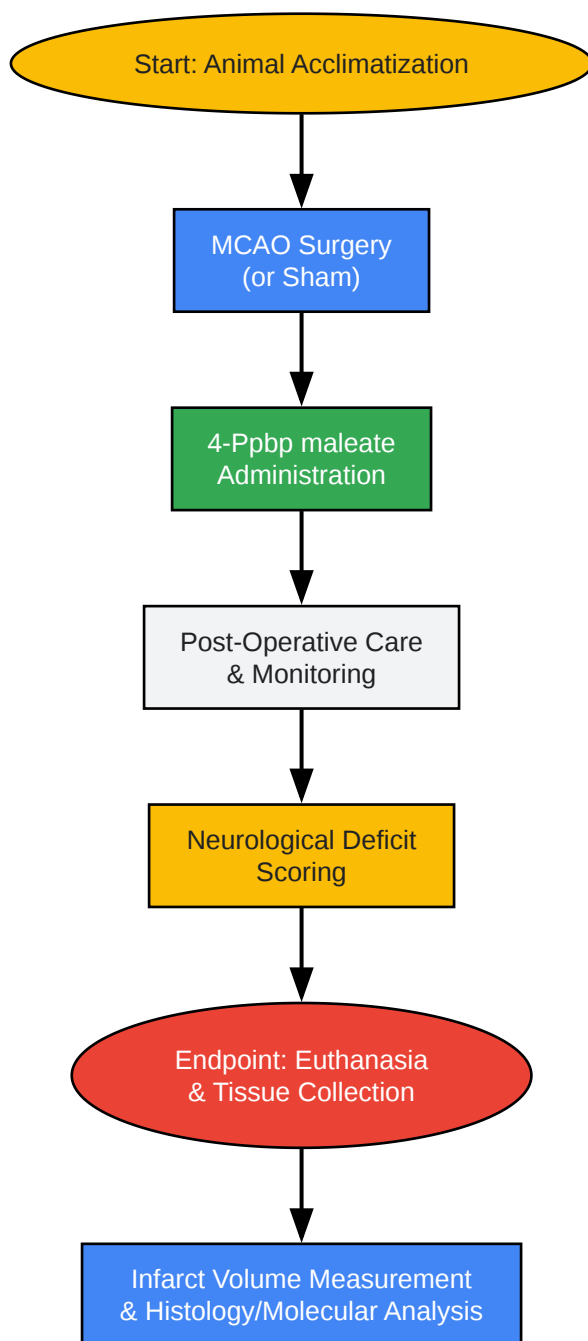 Start: Animal Acclimatization
MCAO Surgery
(or Sham)
4-Ppbp maleate
Administration
Post-Operative Care
& Monitoring
Neurological Deficit
Scoring
Endpoint: Euthanasia
& Tissue Collection
Infarct Volume Measurement
& Histology/Molecular Analysis